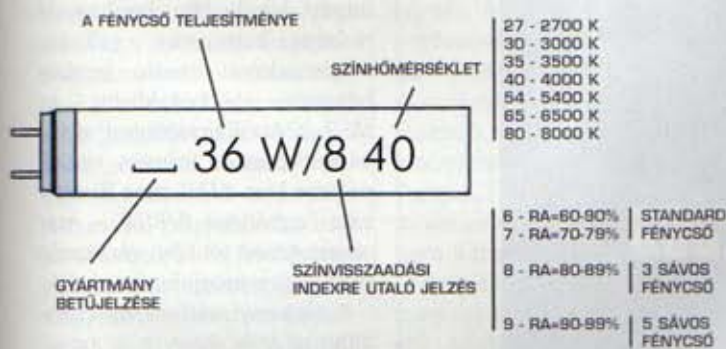 A FÉNYCSŐ TELJESÍTMÉNYE
SZÍNHŐMÉRSÉKLET
27 - 2700 K
30 - 3000 K
35 - 3500 K
40 - 4000 K
54 - 5400 K
65 - 6500 K
80 - 8000 K
_ 36 W/8 40
GYÁRTMÁNY
BETŰJELZÉSE
SZÍNVISSZAADÁSI
INDEXRE UTALÓ JELZÉS
6 - RA=60-90% STANDARD
7 - RA=70-79% FÉNYCSŐ
8 - RA=80-89% 3 SÁVOS
FÉNYCSŐ
9 - RA=90-99% 5 SÁVOS
FÉNYCSŐ